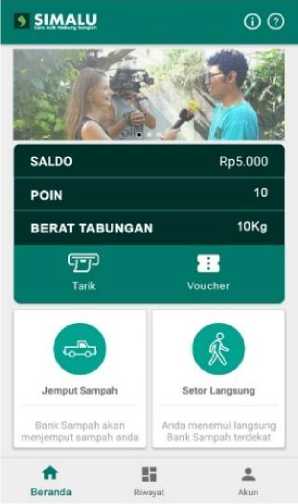 SIMALU
SALDO Rp5.000
POIN 10
BERAT TABUNGAN 10Kg
Tarik Voucher
Jemput Sampah
Bank Sampah akan
menjemput sampah anda
Setor Langsung
Anda menemui langsung
Bank Sampah terdekat
Beranda Riwayat Akun